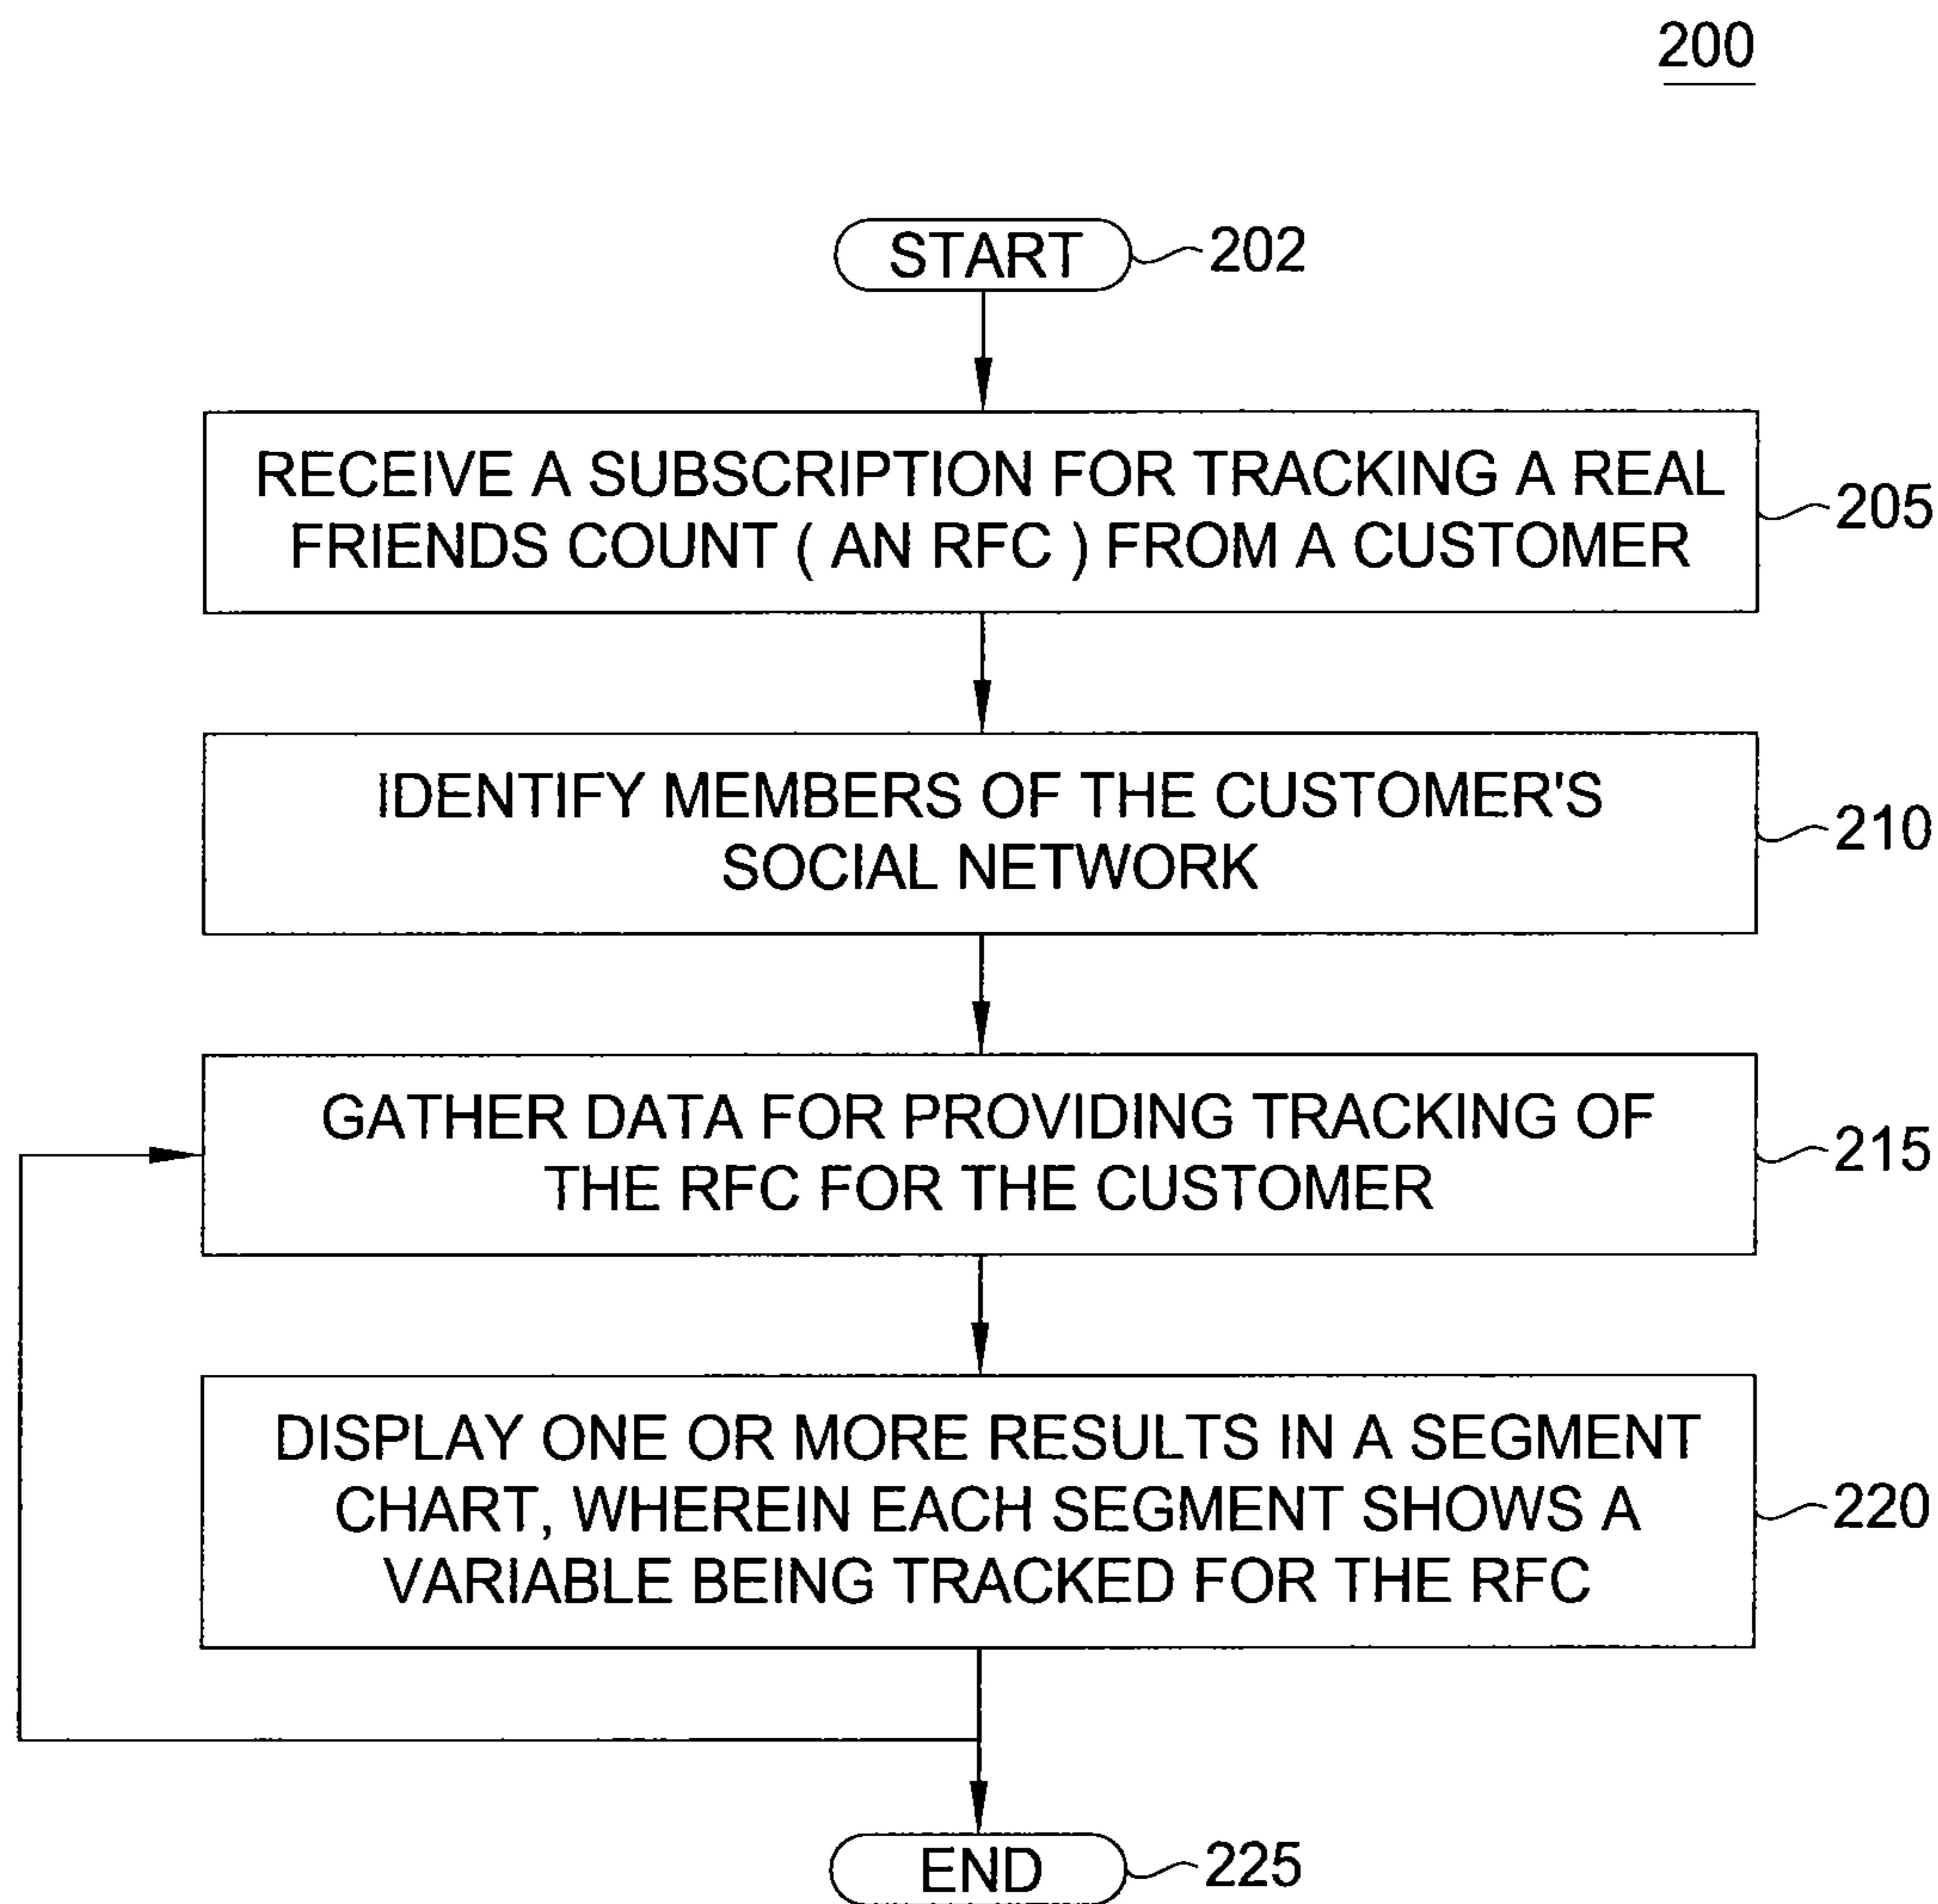 200
START
202
RECEIVE A SUBSCRIPTION FOR TRACKING A REAL
FRIENDS COUNT ( AN RFC ) FROM A CUSTOMER
205
IDENTIFY MEMBERS OF THE CUSTOMER'S
SOCIAL NETWORK
210
GATHER DATA FOR PROVIDING TRACKING OF
THE RFC FOR THE CUSTOMER
215
DISPLAY ONE OR MORE RESULTS IN A SEGMENT
CHART, WHEREIN EACH SEGMENT SHOWS A
VARIABLE BEING TRACKED FOR THE RFC
220
END
225